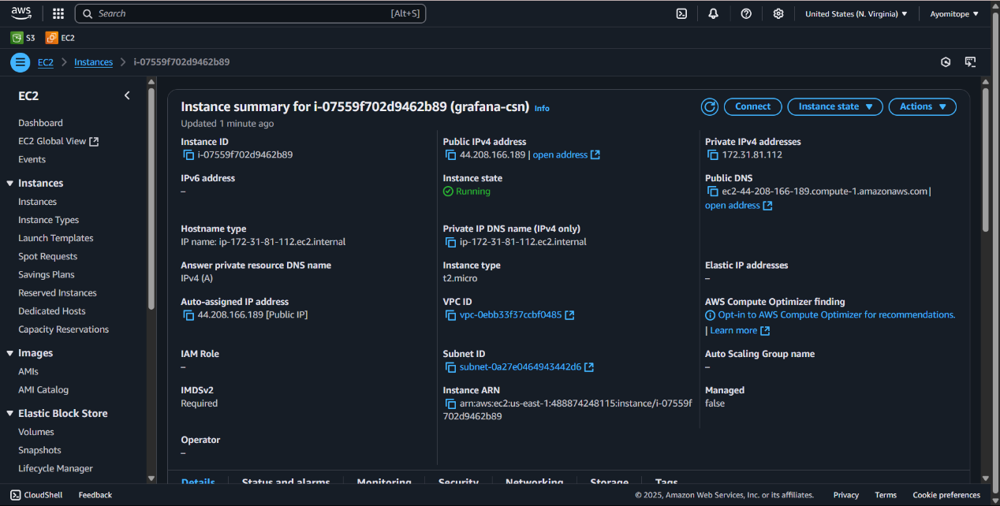 aws
Search [Alt+S]
United States (N. Virginia) ▼
Ayomitope ▼
S3
EC2
EC2 > Instances > i-07559f702d9462b89
EC2
Dashboard
EC2 Global View
Events
▼ Instances
Instances
Instance Types
Launch Templates
Spot Requests
Savings Plans
Reserved Instances
Dedicated Hosts
Capacity Reservations
▼ Images
AMIs
AMI Catalog
▼ Elastic Block Store
Volumes
Snapshots
Lifecycle Manager
Instance summary for i-07559f702d9462b89 (grafana-csn) Info
Updated 1 minute ago
Connect
Instance state ▼
Actions ▼
Instance ID
i-07559f702d9462b89
Public IPv4 address
44.208.166.189 | open address
Private IPv4 addresses
172.31.81.112
IPv6 address
–
Instance state
Running
Public DNS
ec2-44-208-166-189.compute-1.amazonaws.com |
open address
Hostname type
IP name: ip-172-31-81-112.ec2.internal
Private IP DNS name (IPv4 only)
ip-172-31-81-112.ec2.internal
Answer private resource DNS name
IPv4 (A)
Instance type
t2.micro
Elastic IP addresses
–
Auto-assigned IP address
44.208.166.189 [Public IP]
VPC ID
vpc-0ebb33f37ccbf0485
AWS Compute Optimizer finding
Opt-in to AWS Compute Optimizer for recommendations.
| Learn more
IAM Role
–
Subnet ID
subnet-0a27e0464943442d6
Auto Scaling Group name
–
IMDSv2
Required
Instance ARN
arn:aws:ec2:us-east-1:488874248115:instance/i-07559f
702d9462b89
Managed
false
Operator
–
Details
Status and alarms
Monitoring
Security
Networking
Storage
Tags
CloudShell
Feedback
© 2025, Amazon Web Services, Inc. or its affiliates.
Privacy
Terms
Cookie preferences